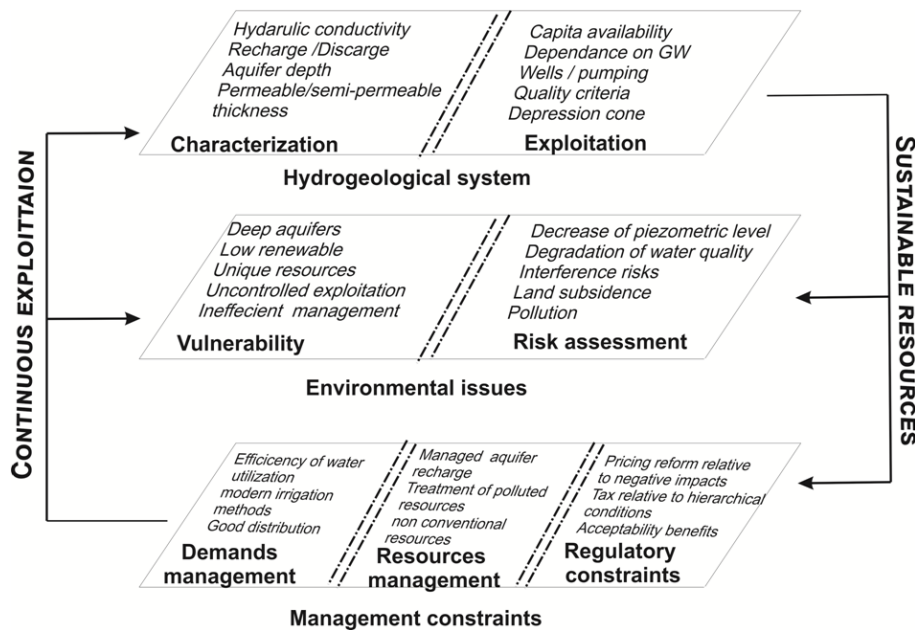 Hydarulic conductivity
Recharge /Discarge
Aquifer depth
Permeable/semi-permeable
thickness
Characterization
Capita availability
Dependance on GW
Wells / pumping
Quality criteria
Depression cone
Exploitation
Hydrogeological system
Deep aquifers
Low renewable
Unique resources
Uncontrolled exploitation
Ineffecient management
Vulnerability
Decrease of piezometric level
Degradation of water quality
Interference risks
Land subsidence
Pollution
Risk assessment
Environmental issues
Efficency of water
utilization
modern irrigation
methods
Good distribution
Demands
management
Managed aquifer
recharge
Treatment of polluted
resources
non conventional
resources
Resources
management
Pricing reform relative
to negative impacts
Tax relative to hierarchical
conditions
Acceptability benefits
Regulatory
constraints
Management constraints
CONTINUOUS EXPLOITTAION
SUSTAINABLE RESOURCES